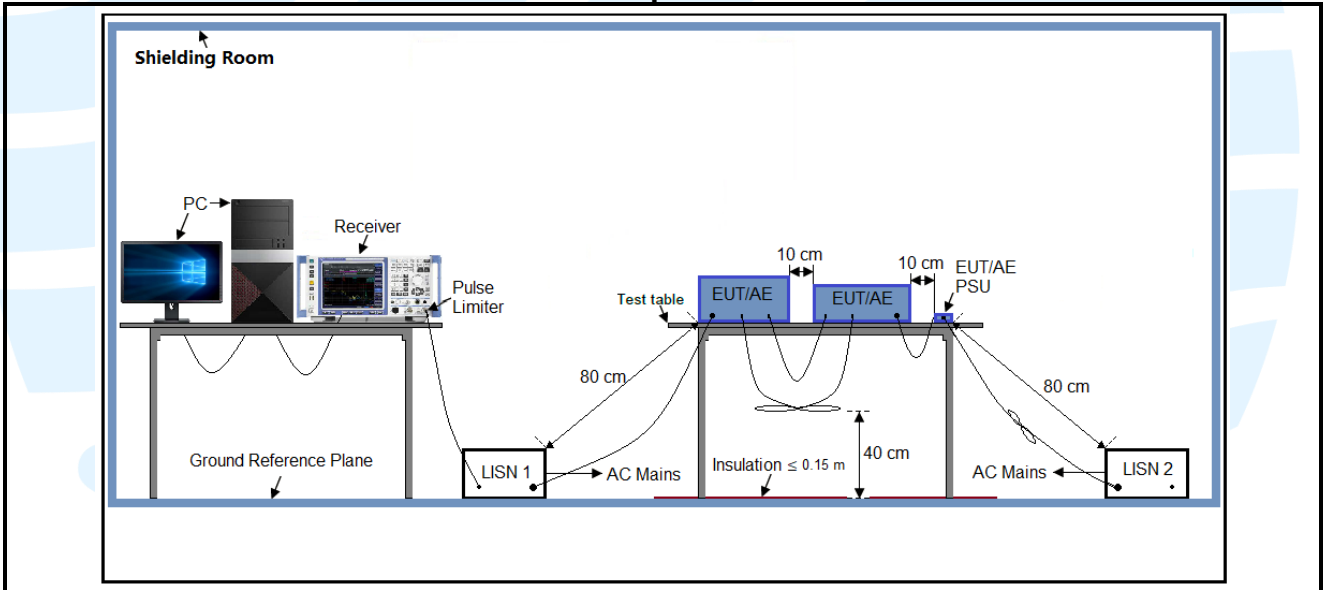 Shielding Room
PC
Receiver
Pulse
Limiter
Test table
EUT/AE
10 cm
EUT/AE
10 cm
EUT/AE
PSU
80 cm
80 cm
40 cm
Ground Reference Plane
LISN 1
AC Mains
Insulation ≤ 0.15 m
AC Mains
LISN 2